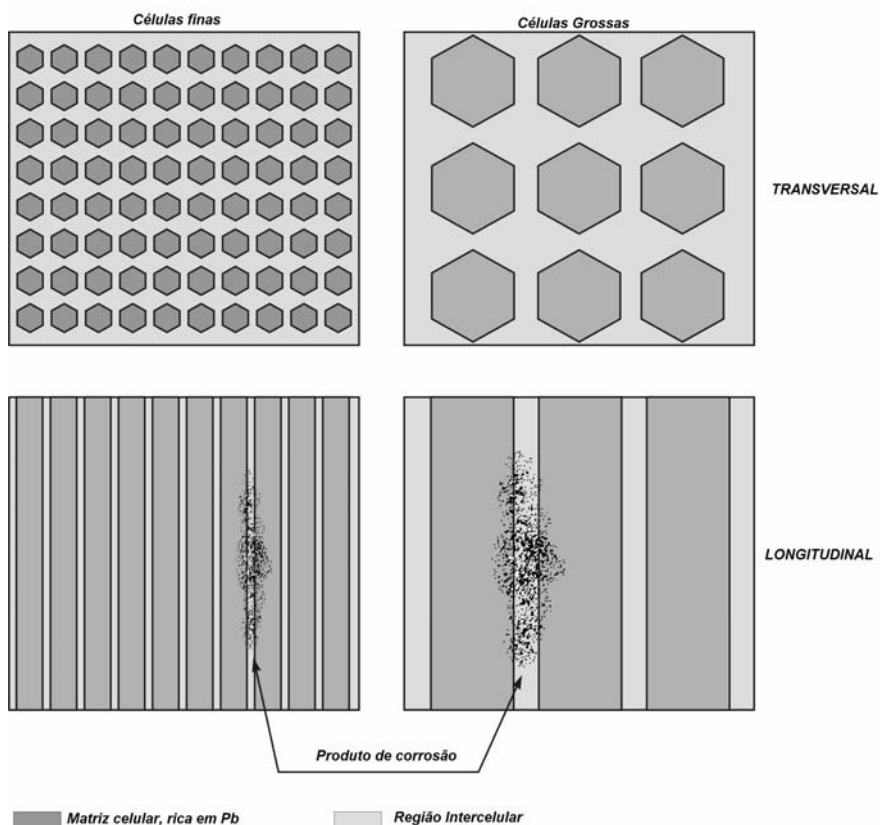 Células finas
Células Grossas
TRANSVERSAL
LONGITUDINAL
Produto de corrosão
Matriz celular, rica em Pb
Região Intercelular